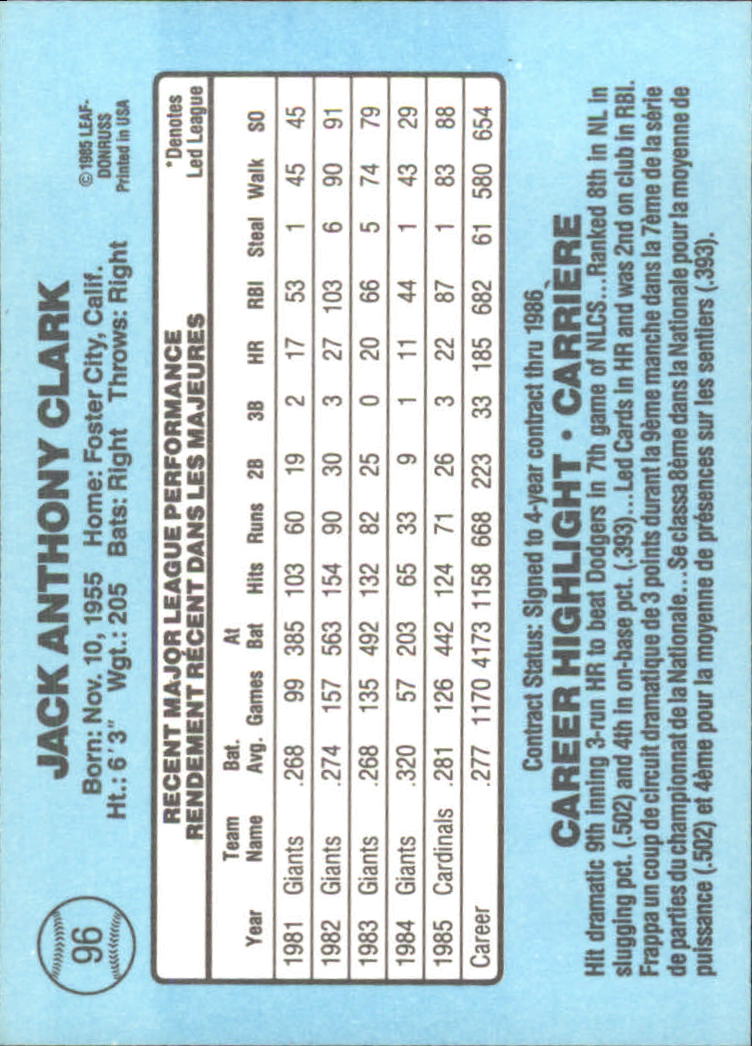 96
JACK ANTHONY CLARK
Born: Nov. 10, 1955 Home: Foster City, Calif.
Ht.: 6'3" Wgt.: 205 Bats: Right Throws: Right
© 1985 LEAF-
DONRUSS
Printed in USA
RECENT MAJOR LEAGUE PERFORMANCE
RENDEMENT RÉCENT DANS LES MAJEURES
*Denotes
Led League
Year Team Name Bat. Avg. Games At Bat Hits Runs 2B 3B HR RBI Steal Walk SO
1981 Giants .268 99 385 103 60 19 2 17 53 1 45 45
1982 Giants .274 157 563 154 90 30 3 27 103 6 90 91
1983 Giants .268 135 492 132 82 25 0 20 66 5 74 79
1984 Giants .320 57 203 65 33 9 1 11 44 1 43 29
1985 Cardinals .281 126 442 124 71 26 3 22 87 1 83 88
Career .277 1170 4173 1158 668 223 33 185 682 61 580 654
Contract Status: Signed to 4-year contract thru 1986
CAREER HIGHLIGHT • CARRIÈRE
Hit dramatic 9th inning 3-run HR to beat Dodgers in 7th game of NLCS...Ranked 8th in NL in
slugging pct. (.502) and 4th in on-base pct. (.393)...Led Cards in HR and was 2nd on club in RBI.
Frappa un coup de circuit dramatique de 3 points durant la 9ème manche dans la 7ème de la série
de parties du championnat de la Nationale...Se classa 8ème dans la Nationale pour la moyenne de
puissance (.502) et 4ème pour la moyenne de présences sur les sentiers (.393).